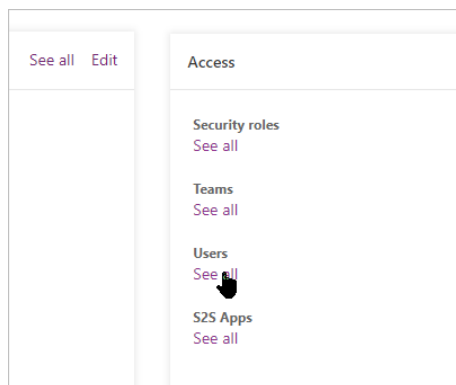 See all Edit
Access
Security roles
See all
Teams
See all
Users
See all
S2S Apps
See all